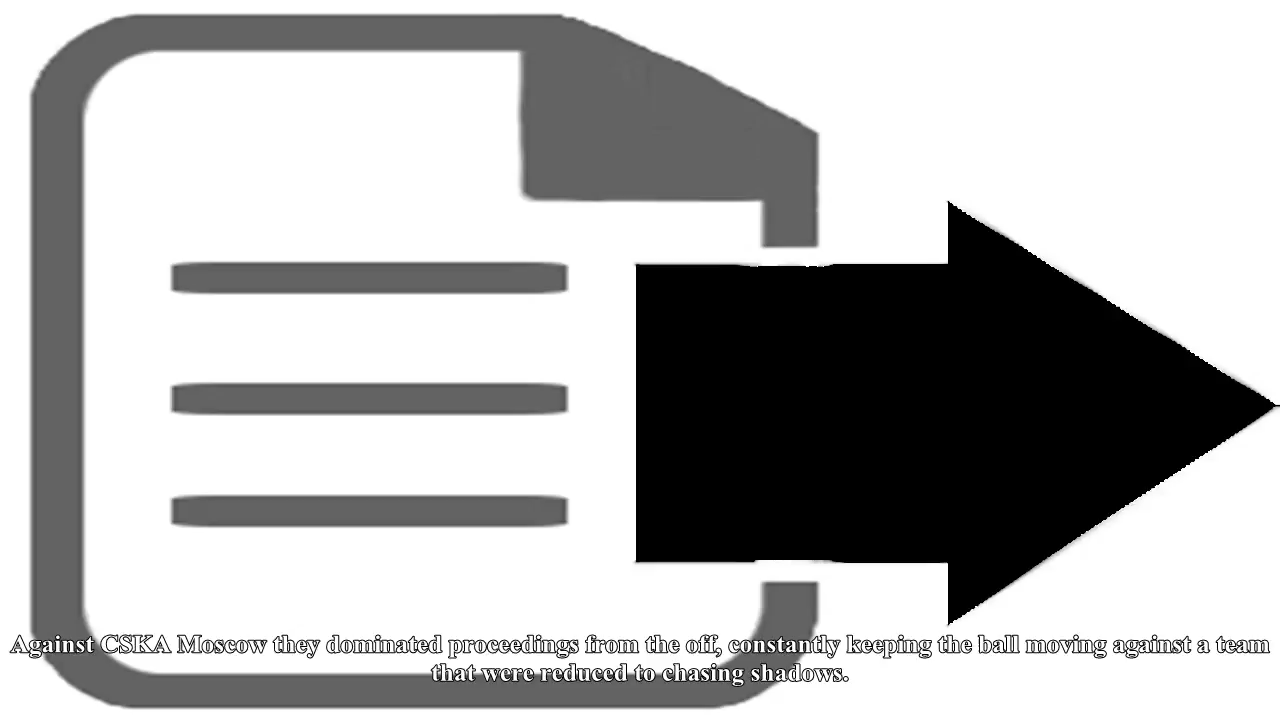 Against CSKA Moscow they dominated proceedings from the off, constantly keeping the ball moving against a team
that were reduced to chasing shadows.